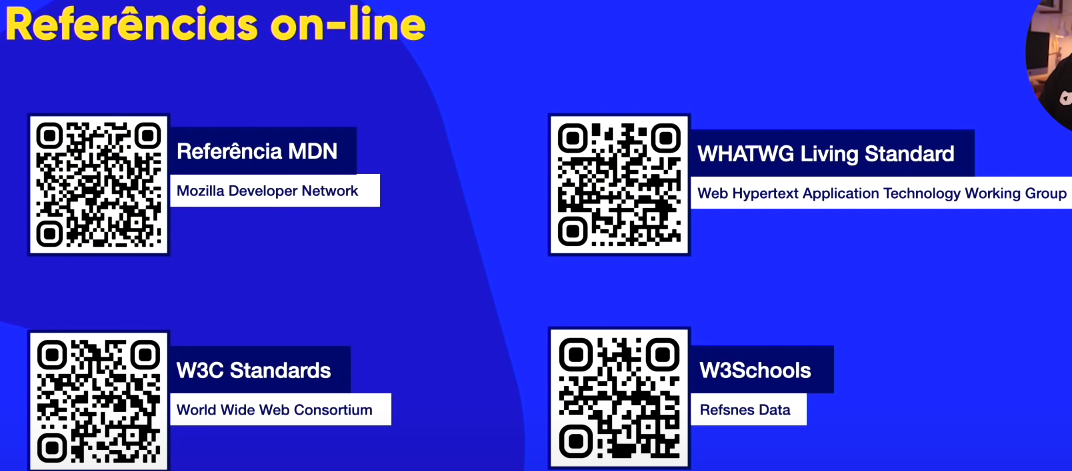 Referências on-line
Referência MDN
Mozilla Developer Network
WHATWG Living Standard
Web Hypertext Application Technology Working Group
W3C Standards
World Wide Web Consortium
W3Schools
Refsnes Data